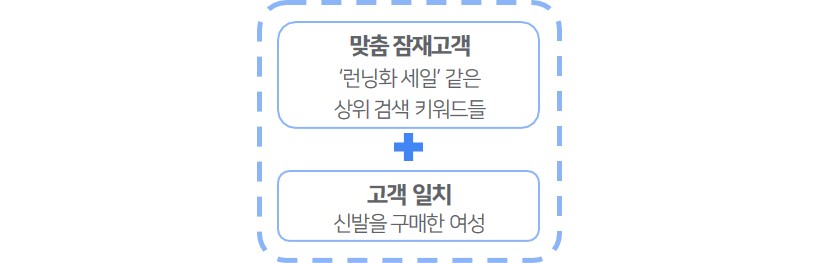 맞춤 잠재고객
‘런닝화 세일’ 같은
상위 검색 키워드들
고객 일치
신발을 구매한 여성